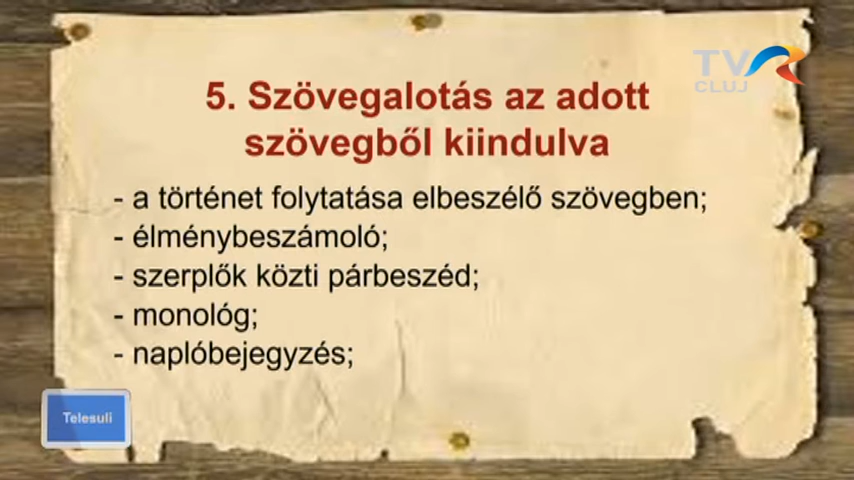 TVR
CLUJ
5. Szövegalotás az adott
szövegből kiindulva
- a történet folytatása elbeszélő szövegben;
- élménybeszámoló;
- szerplők közti párbeszéd;
- monológ;
- naplóbejegyzés;
Telesuli